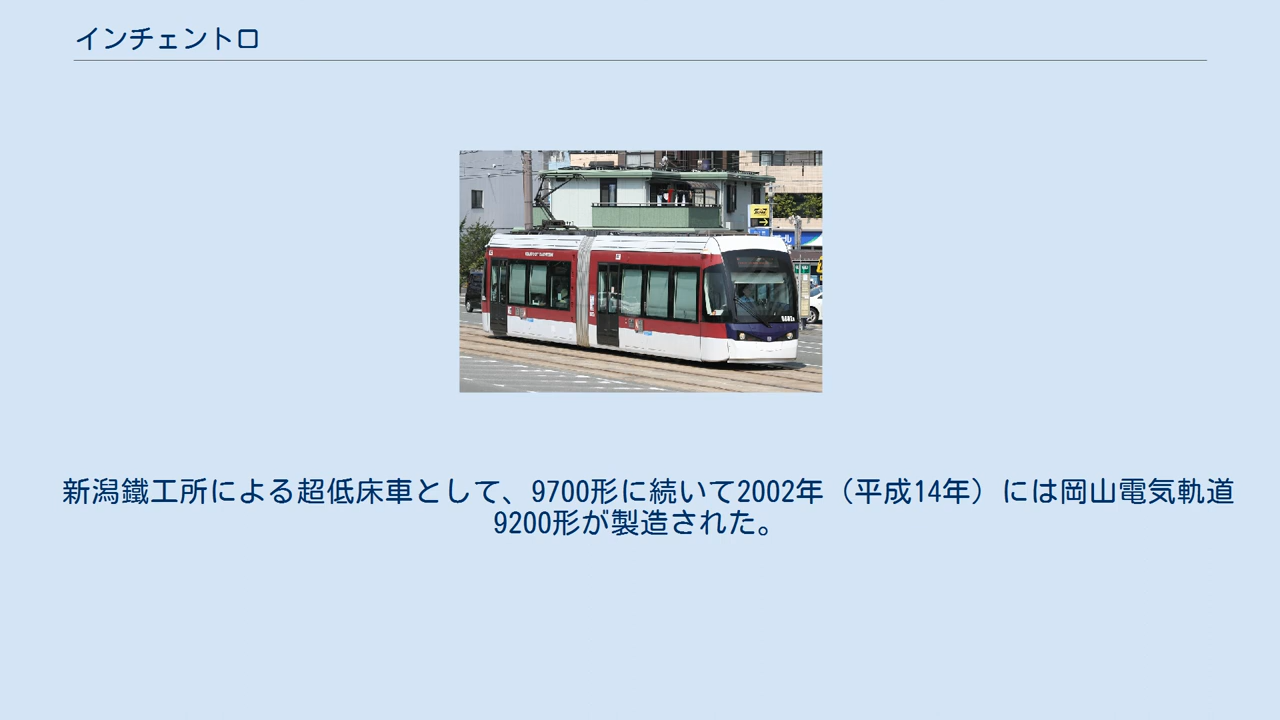 インチェントロ
新潟鐵工所による超低床車として、9700形に続いて2002年（平成14年）には岡山電気軌道
9200形が製造された。